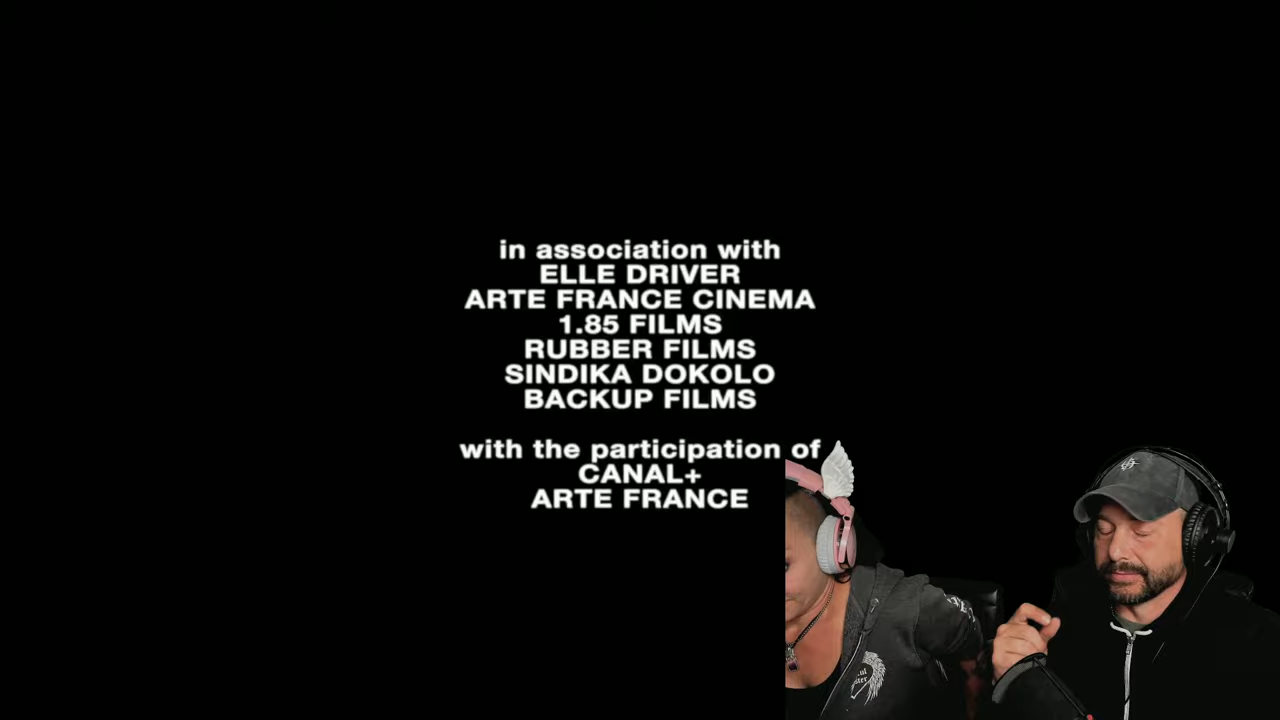 in association with
ELLE DRIVER
ARTE FRANCE CINEMA
1.85 FILMS
RUBBER FILMS
SINDIKA DOKOLO
BACKUP FILMS
with the participation of
CANAL+
ARTE FRANCE